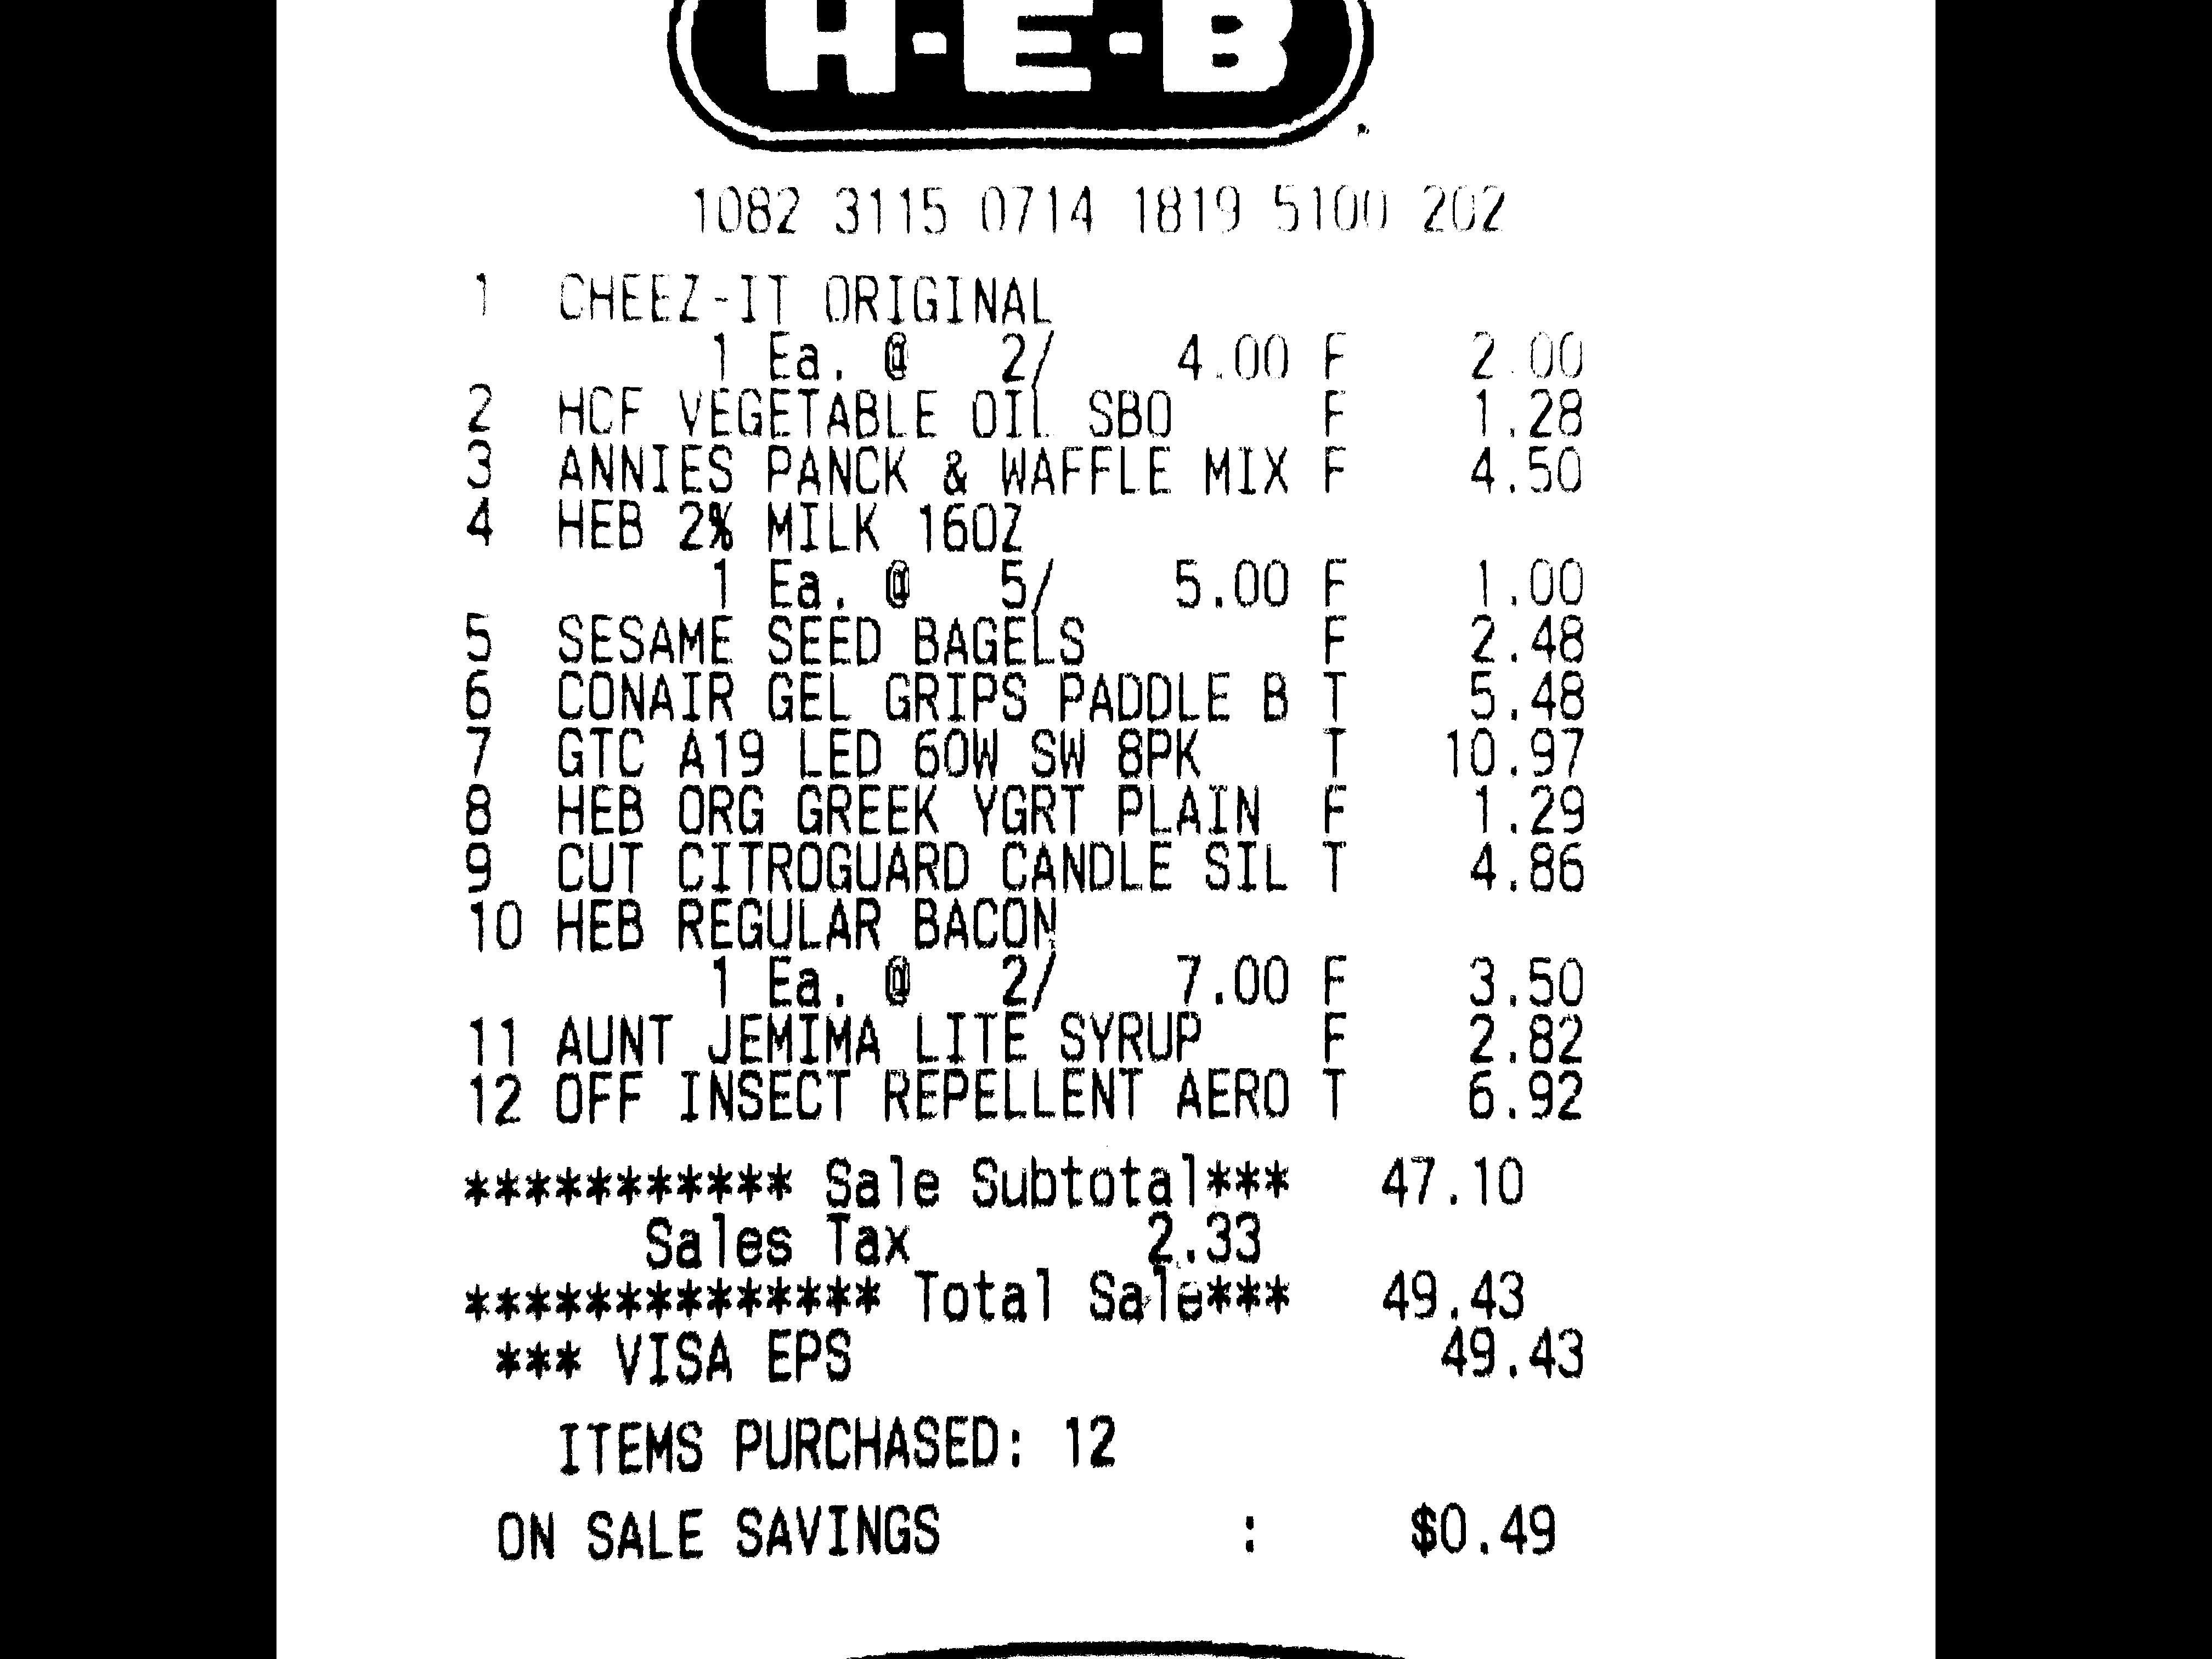 H-E-B
1082 3115 0714 1819 5100 202
1 CHEEZ-IT ORIGINAL
1 Ea. @ 2/ 4.00 F 2.00
2 HCF VEGETABLE OIL SBO F 1.28
3 ANNIES PANCK & WAFFLE MIX F 4.50
4 HEB 2% MILK 16OZ
1 Ea. @ 5/ 5.00 F 1.00
5 SESAME SEED BAGELS F 2.48
6 CONAIR GEL GRIPS PADDLE B T 5.48
7 GTC A19 LED 60W SW 8PK T 10.97
8 HEB ORG GREEK YGRT PLAIN F 1.29
9 CUT CITROGUARD CANDLE SIL T 4.86
10 HEB REGULAR BACON
1 Ea. @ 2/ 7.00 F 3.50
11 AUNT JEMIMA LITE SYRUP F 2.82
12 OFF INSECT REPELLENT AERO T 6.92
*********** Sale Subtotal*** 47.10
Sales Tax 2.33
************** Total Sale*** 49.43
*** VISA EPS 49.43
ITEMS PURCHASED: 12
ON SALE SAVINGS : $0.49